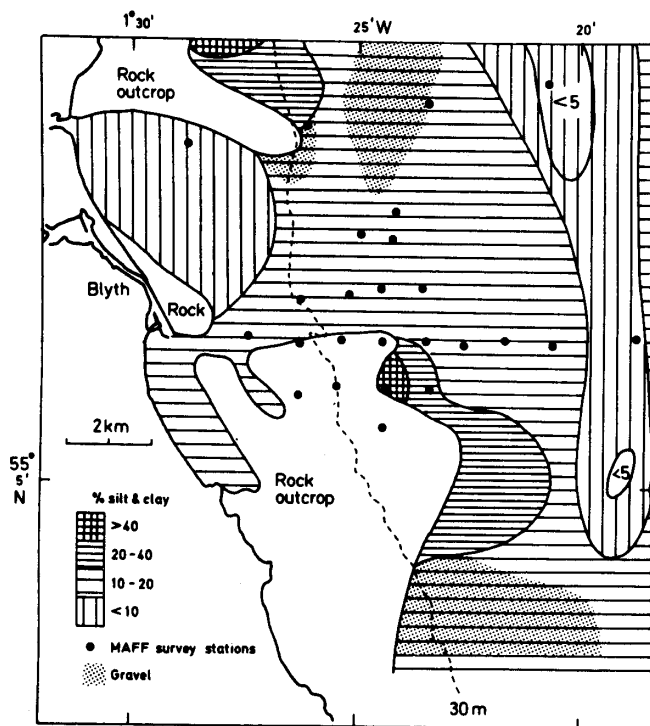 1° 30'
25' W
20'
Rock
outcrop
<5
Blyth
Rock
2km
55°
5'
N
Rock
outcrop
<5
% silt & clay
>40
20-40
10-20
<10
MAFF survey stations
Gravel
30m